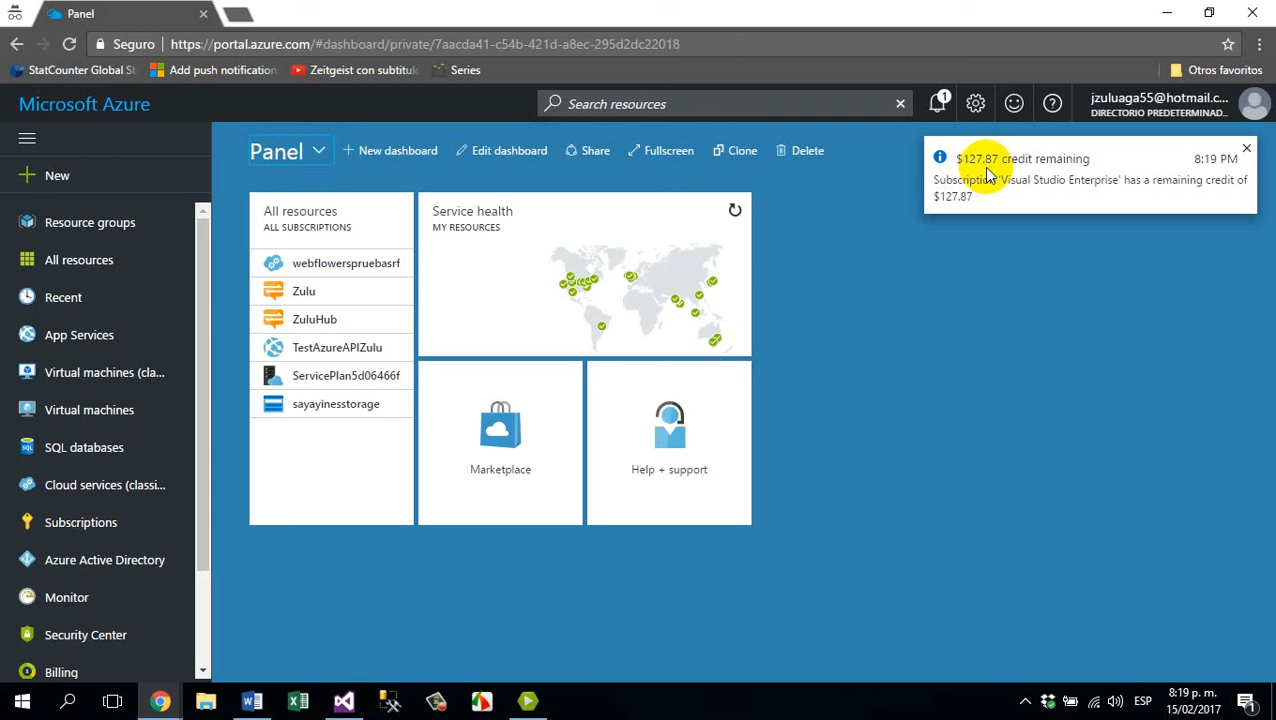 Panel
Seguro
https://portal.azure.com/#dashboard/private/7aacda41-c54b-421d-a8ec-295d2dc22018
StatCounter Global St
Add push notification
Zeitgeist con subtitul
Series
Otros favoritos
Microsoft Azure
Search resources
1
jzuluaga55@hotmail.c...
DIRECTORIO PREDETERMINAD...
Panel
New dashboard
Edit dashboard
Share
Fullscreen
Clone
Delete
$127.87 credit remaining
8:19 PM
Subscription 'Visual Studio Enterprise' has a remaining credit of
$127.87
New
Resource groups
All resources
Recent
App Services
Virtual machines (cla...
Virtual machines
SQL databases
Cloud services (classi...
Subscriptions
Azure Active Directory
Monitor
Security Center
Billing
All resources
ALL SUBSCRIPTIONS
webflowerspruebasrf
Zulu
ZuluHub
TestAzureAPIZulu
ServicePlan5d06466f
sayayinesstorage
Service health
MY RESOURCES
Marketplace
Help + support
ESP
8:19 p. m.
15/02/2017
1